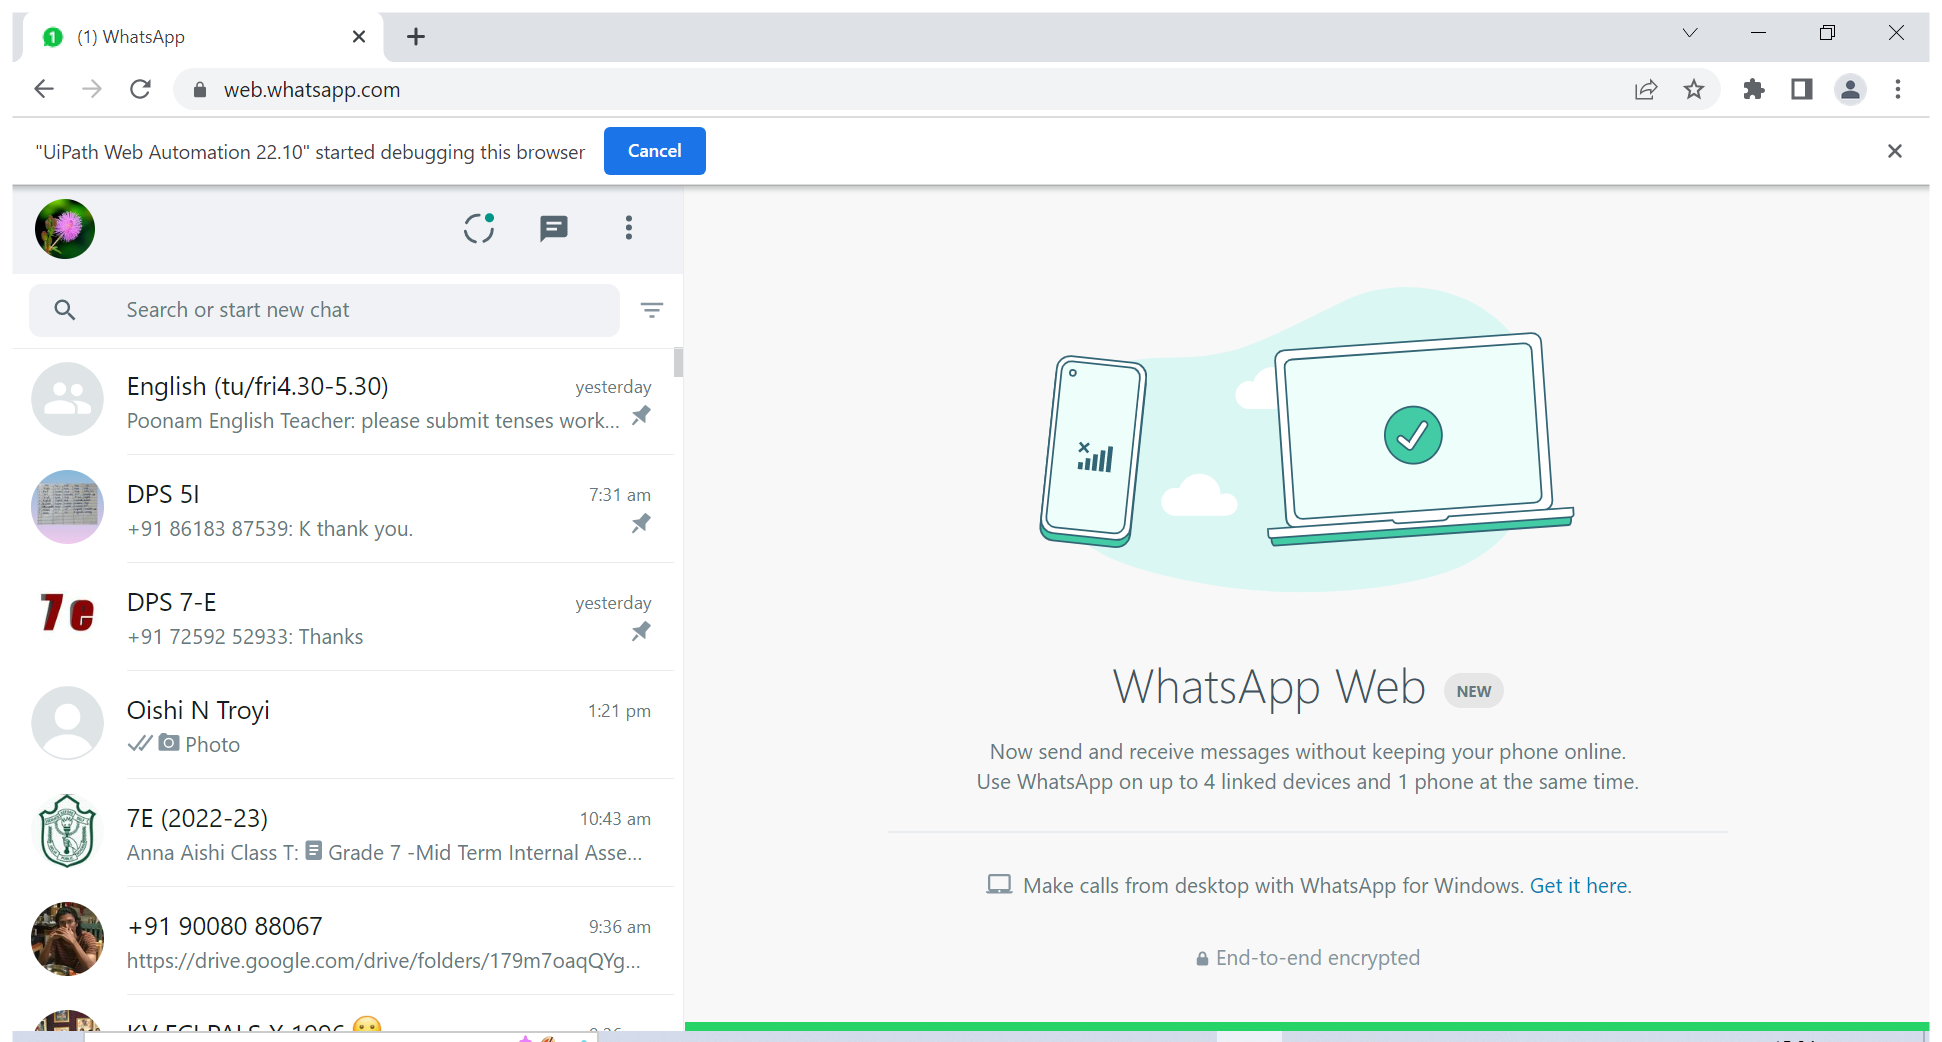 (1) WhatsApp
web.whatsapp.com
"UiPath Web Automation 22.10" started debugging this browser
Cancel
Search or start new chat
English (tu/fri4.30-5.30)
yesterday
Poonam English Teacher: please submit tenses work...
DPS 5I
7:31 am
+91 86183 87539: K thank you.
7e
DPS 7-E
yesterday
+91 72592 52933: Thanks
Oishi N Troyi
1:21 pm
Photo
7E (2022-23)
10:43 am
Anna Aishi Class T: Grade 7 -Mid Term Internal Asse...
+91 90080 88067
9:36 am
https://drive.google.com/drive/folders/179m7oaqQYg...
WhatsApp Web NEW
Now send and receive messages without keeping your phone online.
Use WhatsApp on up to 4 linked devices and 1 phone at the same time.
Make calls from desktop with WhatsApp for Windows. Get it here.
End-to-end encrypted